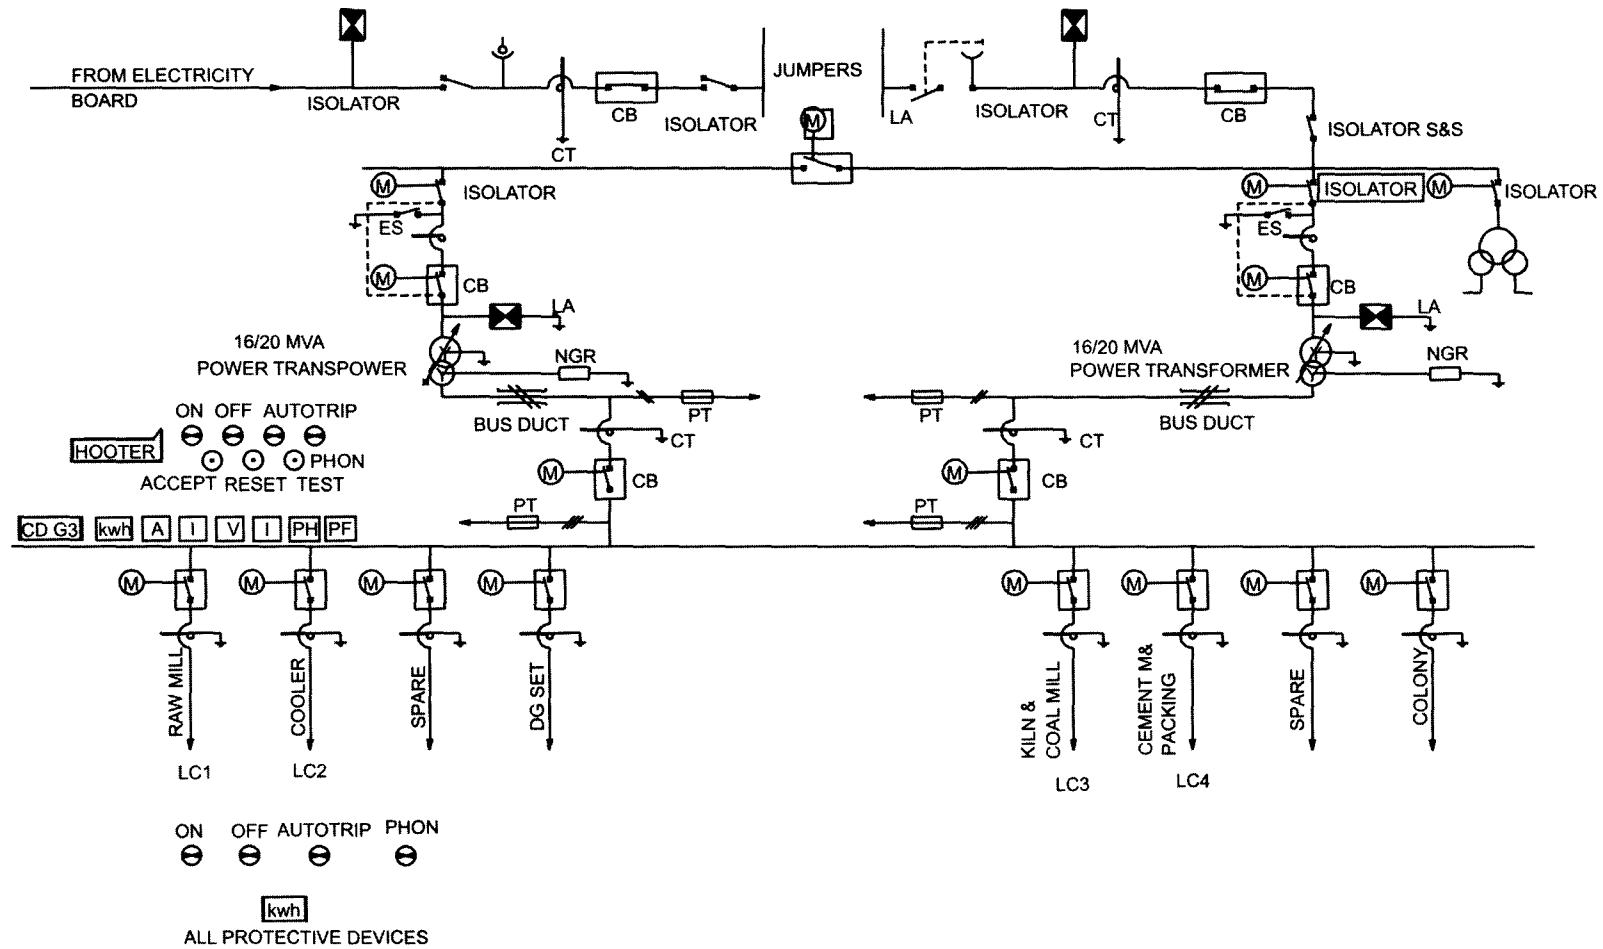 FROM ELECTRICITY
BOARD
ISOLATOR
CT
CB
ISOLATOR
JUMPERS
M
LA
ISOLATOR
CT
CB
ISOLATOR S&S
M
ISOLATOR
M
ISOLATOR
M
ISOLATOR
ES
ES
M
CB
M
CB
LA
LA
16/20 MVA
POWER TRANSPOWER
NGR
16/20 MVA
POWER TRANSFORMER
NGR
BUS DUCT
PT
PT
BUS DUCT
ON OFF AUTOTRIP
HOOTER
PHON
ACCEPT RESET TEST
CT
CT
M
CB
M
CB
PT
PT
CD G3 kwh A I V I PH PF
M M M M M M M M
RAW MILL
COOLER
SPARE
DG SET
KILN &
COAL MILL
CEMENT M&
PACKING
SPARE
COLONY
LC1
LC2
LC3
LC4
ON OFF AUTOTRIP PHON
kwh
ALL PROTECTIVE DEVICES